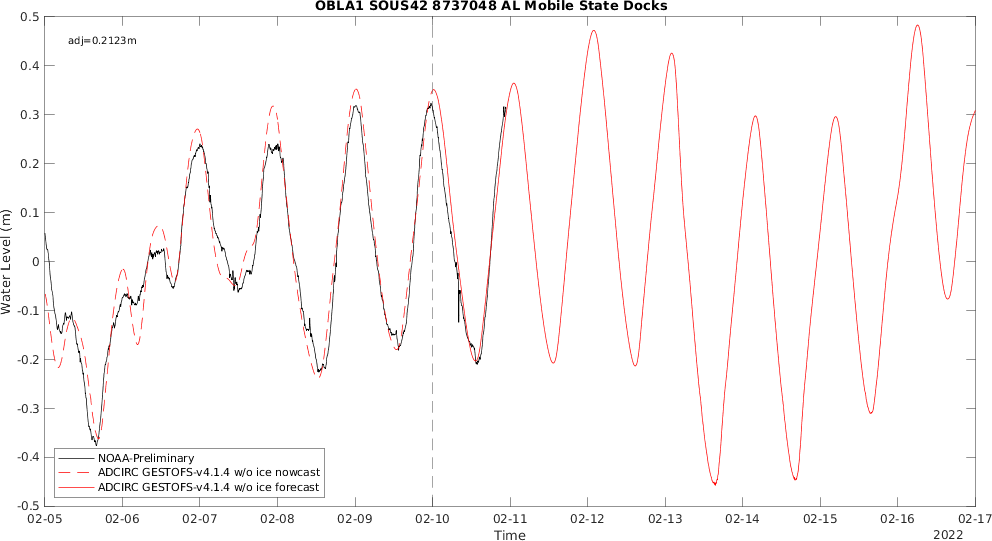 OBLA1 SOUS42 8737048 AL Mobile State Docks
adj=0.2123m
0.5
0.4
0.3
0.2
0.1
0
-0.1
-0.2
-0.3
-0.4
-0.5
Water Level (m)
NOAA-Preliminary
ADCIRC GESTOFS-v4.1.4 w/o ice nowcast
ADCIRC GESTOFS-v4.1.4 w/o ice forecast
02-05 02-06 02-07 02-08 02-09 02-10 02-11 02-12 02-13 02-14 02-15 02-16 02-17
Time
2022